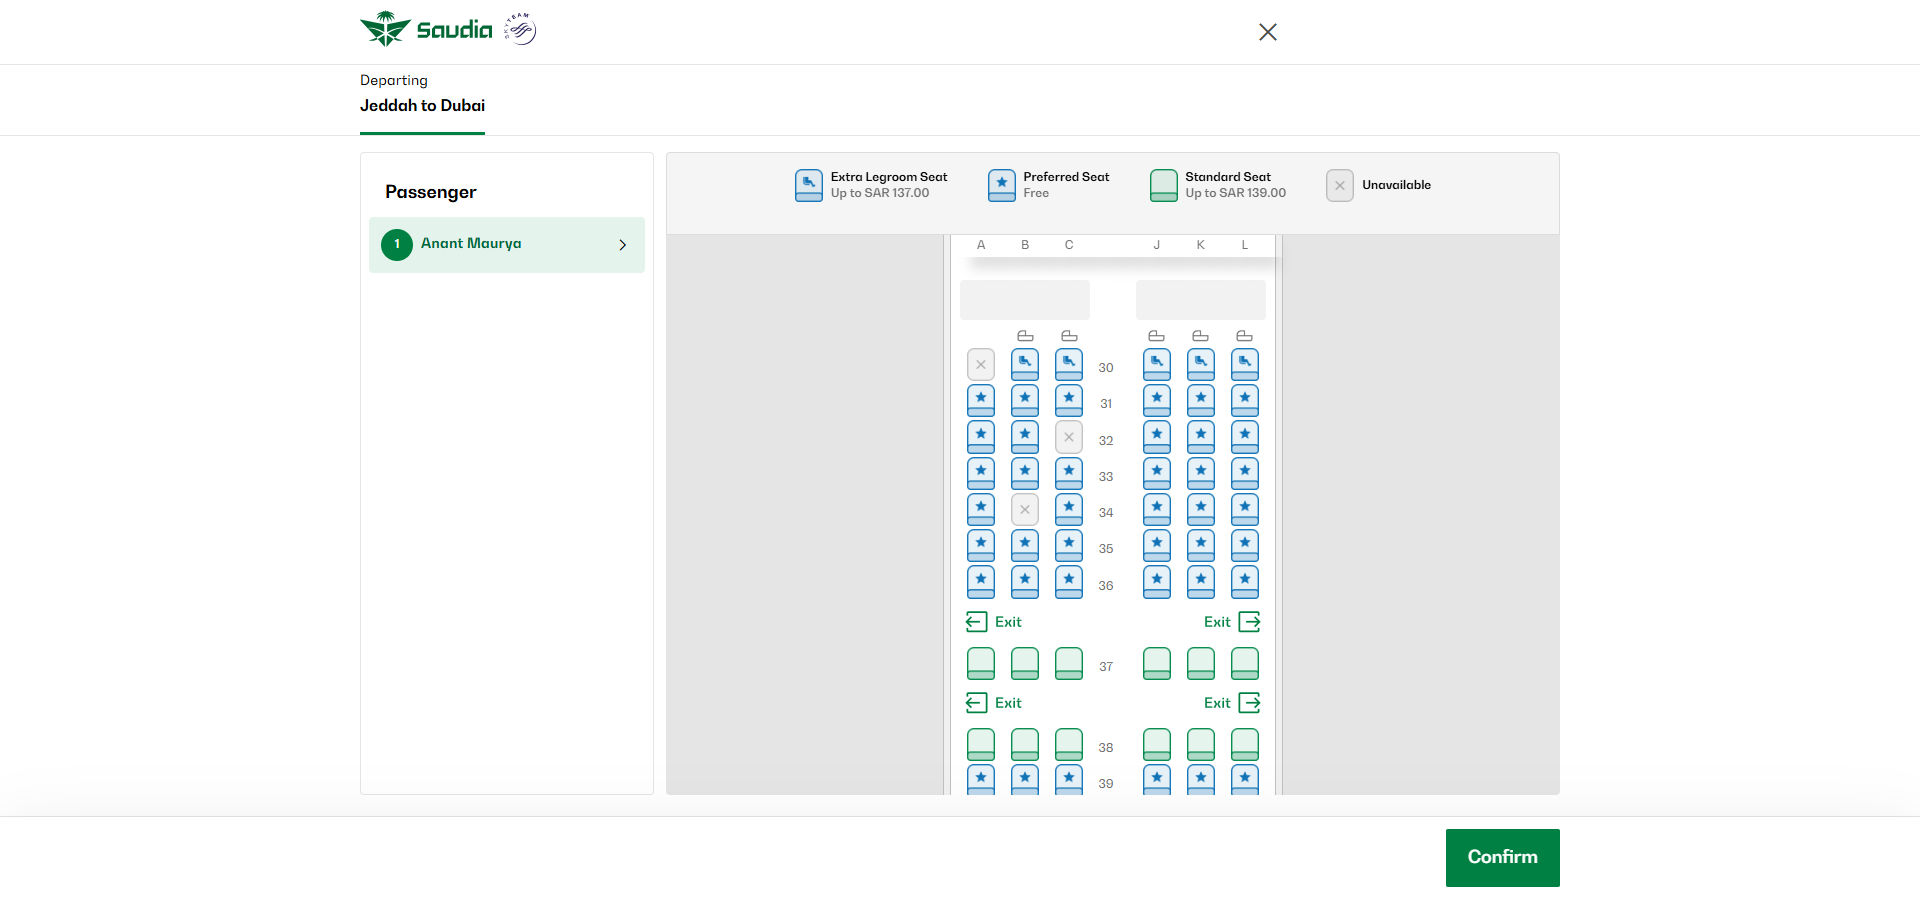 Saudia
SKYTEAM
Departing
Jeddah to Dubai
Passenger
1 Anant Maurya
Extra Legroom Seat
Up to SAR 137.00
Preferred Seat
Free
Standard Seat
Up to SAR 139.00
Unavailable
A B C J K L
30
31
32
33
34
35
36
Exit Exit
37
Exit Exit
38
39
Confirm